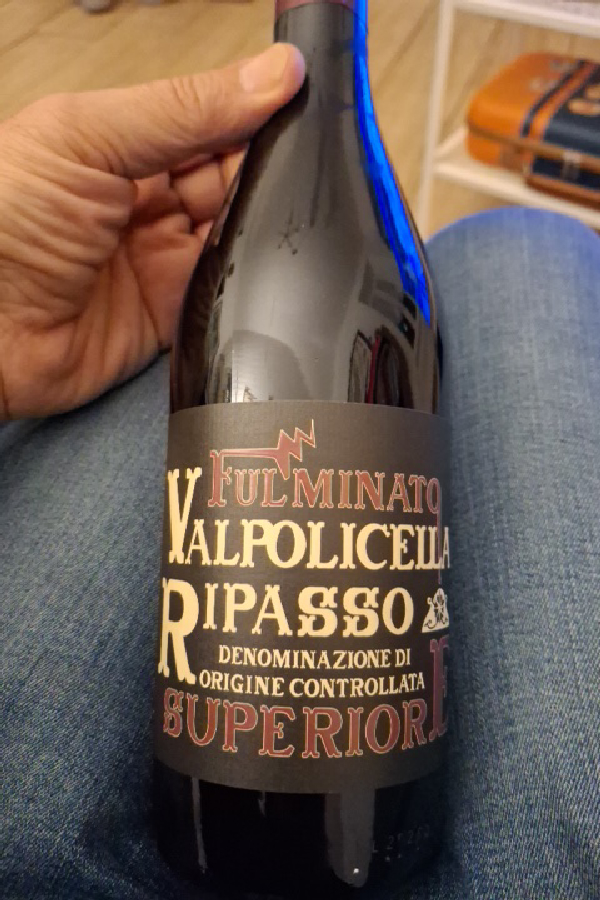 FULMINATO
VALPOLICELLA
RIPASSO
DENOMINAZIONE DI
ORIGINE CONTROLLATA
SUPERIORE